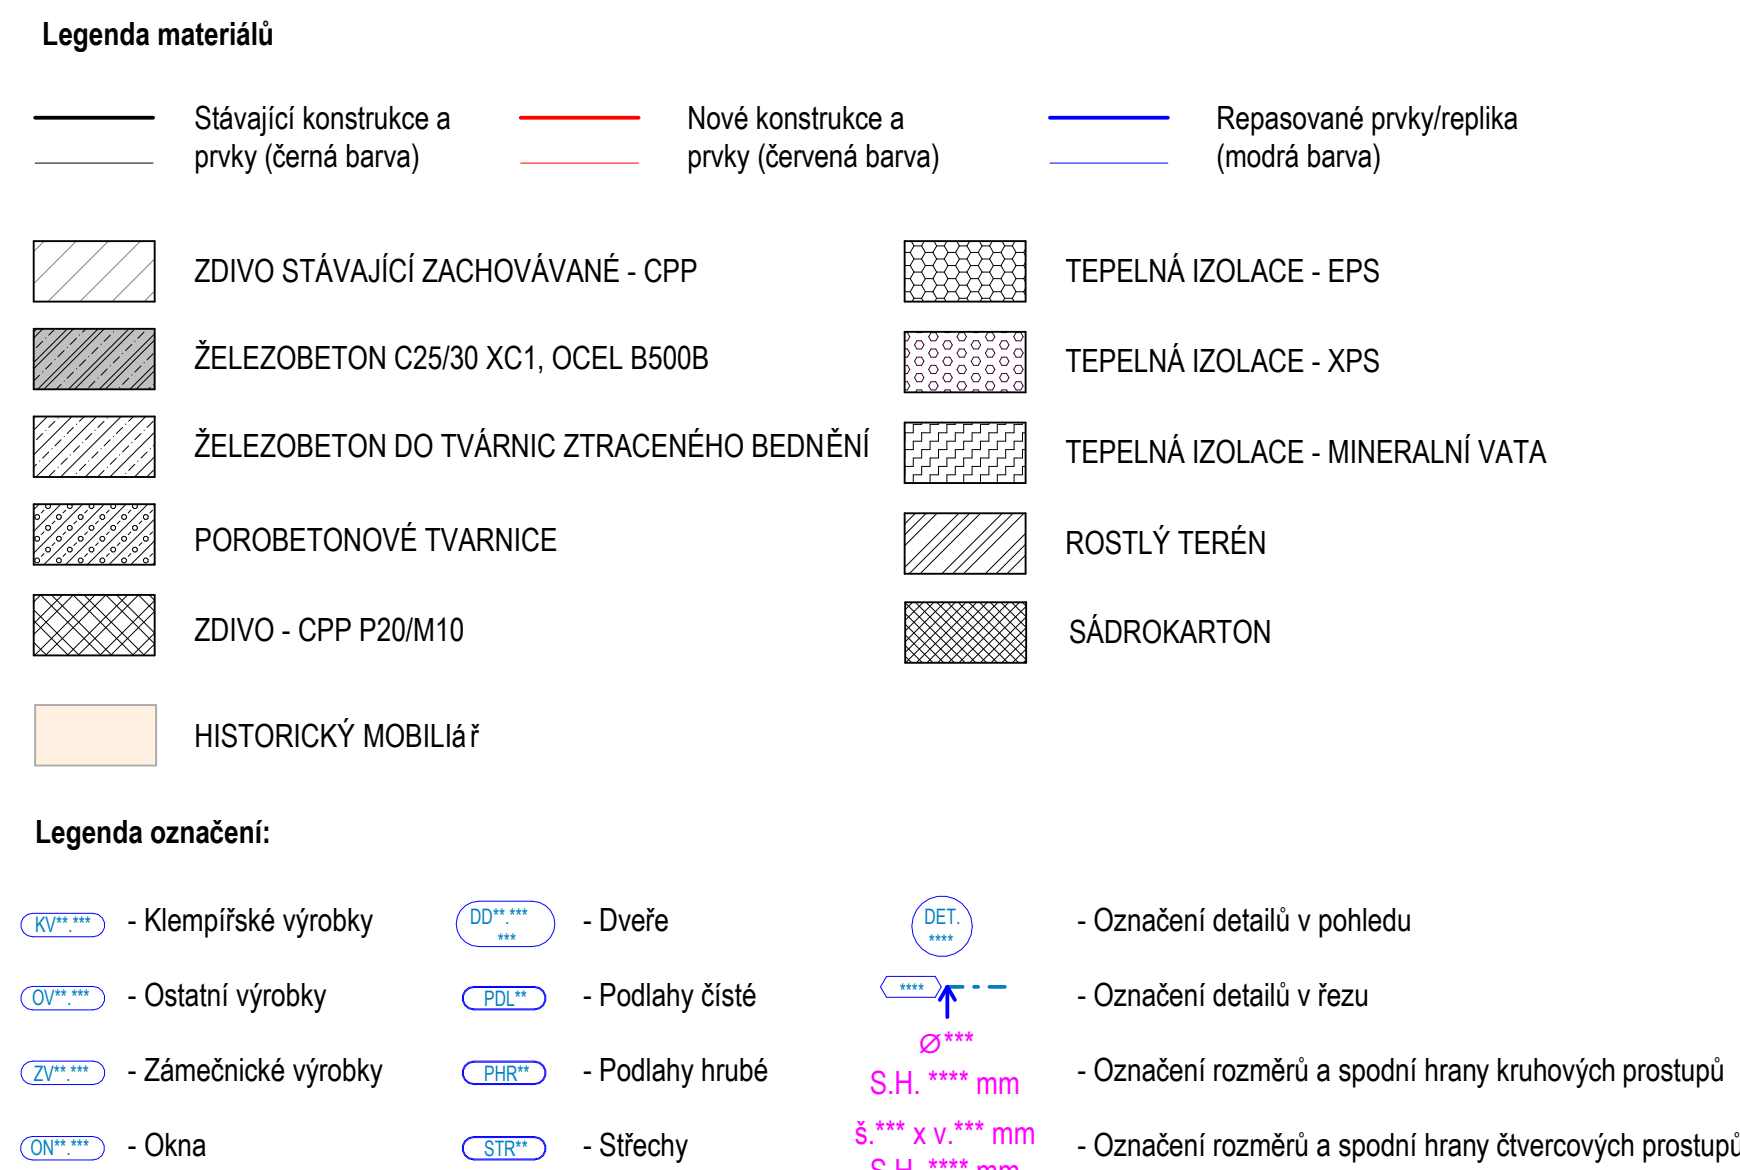 Legenda materiálů
Stávající konstrukce a
prvky (černá barva)
Nové konstrukce a
prvky (červená barva)
Repasované prvky/replika
(modrá barva)
ZDIVO STÁVAJÍCÍ ZACHOVÁVANÉ - CPP
ŽELEZOBETON C25/30 XC1, OCEL B500B
ŽELEZOBETON DO TVÁRNIC ZTRACENÉHO BEDNĚNÍ
POROBETONOVÉ TVARNICE
ZDIVO - CPP P20/M10
HISTORICKÝ MOBILIář
TEPELNÁ IZOLACE - EPS
TEPELNÁ IZOLACE - XPS
TEPELNÁ IZOLACE - MINERALNÍ VATA
ROSTLÝ TERÉN
SÁDROKARTON
Legenda označení:
KV**.*** - Klempířské výrobky
OV**.*** - Ostatní výrobky
ZV**.*** - Zámečnické výrobky
ON**.*** - Okna
DD**.***
*** - Dveře
PDL** - Podlahy čísté
PHR** - Podlahy hrubé
STR** - Střechy
DET.
**** - Označení detailů v pohledu
**** - Označení detailů v řezu
Ø***
S.H. **** mm - Označení rozměrů a spodní hrany kruhových prostupů
š.*** x v.*** mm
S.H. **** mm - Označení rozměrů a spodní hrany čtvercových prostupů